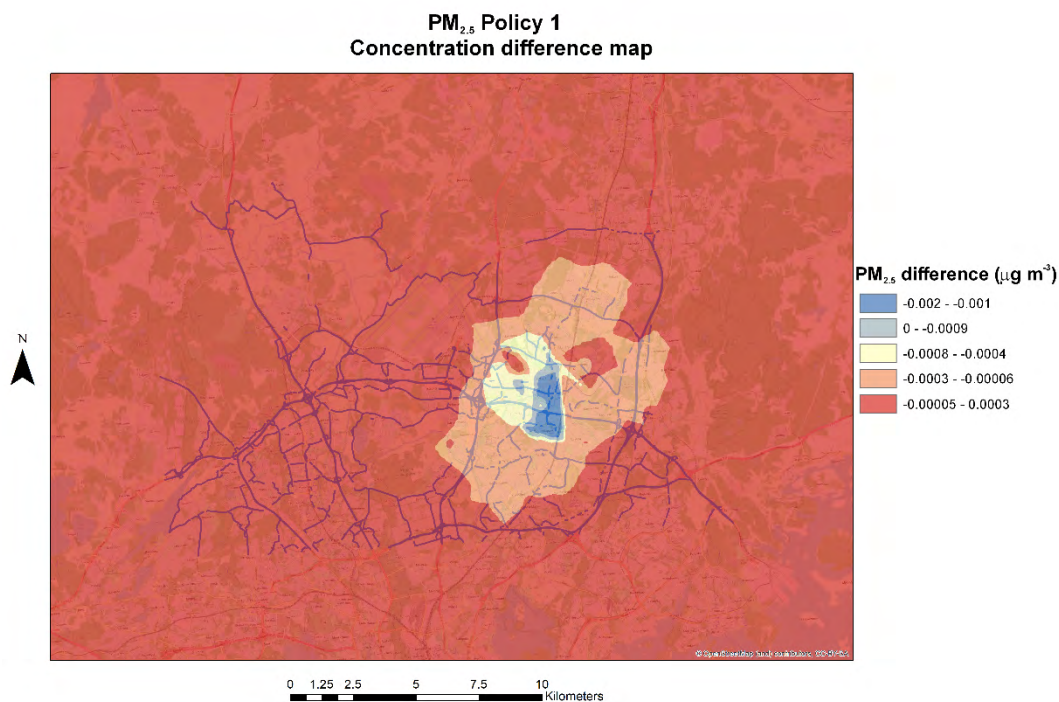 PM2.5 Policy 1
Concentration difference map
N
PM2.5 difference (μg m-3)
-0.002 - -0.001
0 - -0.0009
-0.0008 - -0.0004
-0.0003 - -0.00006
-0.00005 - 0.0003
0 1.25 2.5 5 7.5 10
Kilometers